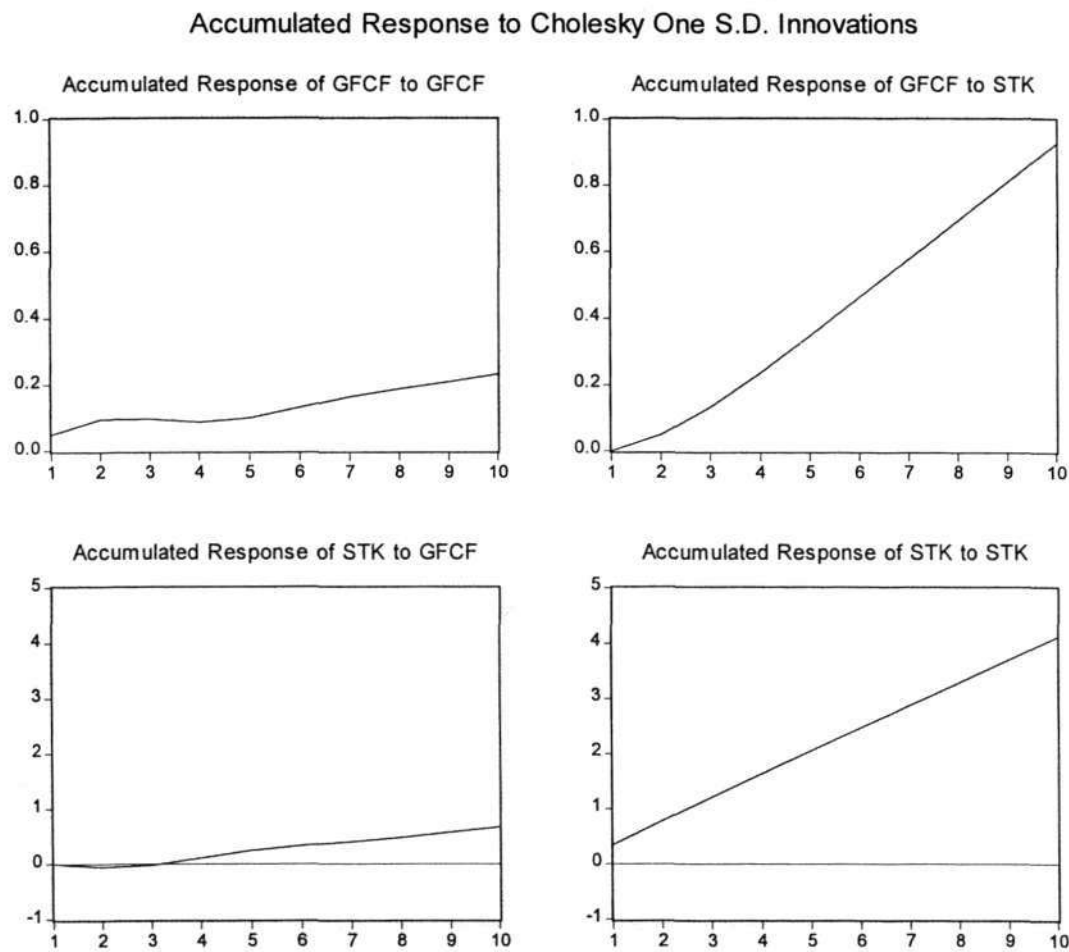 Accumulated Response to Cholesky One S.D. Innovations
Accumulated Response of GFCF to GFCF
1.0
0.8
0.6
0.4
0.2
0.0
1 2 3 4 5 6 7 8 9 10
Accumulated Response of GFCF to STK
1.0
0.8
0.6
0.4
0.2
0.0
1 2 3 4 5 6 7 8 9 10
Accumulated Response of STK to GFCF
5
4
3
2
1
0
-1
1 2 3 4 5 6 7 8 9 10
Accumulated Response of STK to STK
5
4
3
2
1
0
-1
1 2 3 4 5 6 7 8 9 10